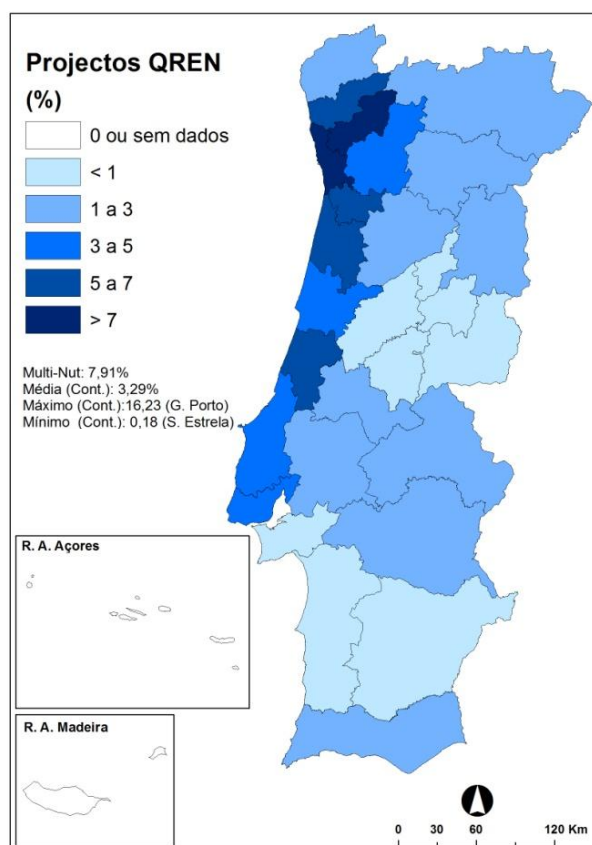 Projectos QREN
(%)
0 ou sem dados
< 1
1 a 3
3 a 5
5 a 7
> 7
Multi-Nut: 7,91%
Média (Cont.): 3,29%
Máximo (Cont.):16,23 (G. Porto)
Mínimo (Cont.): 0,18 (S. Estrela)
R. A. Açores
R. A. Madeira
0 30 60 120 Km